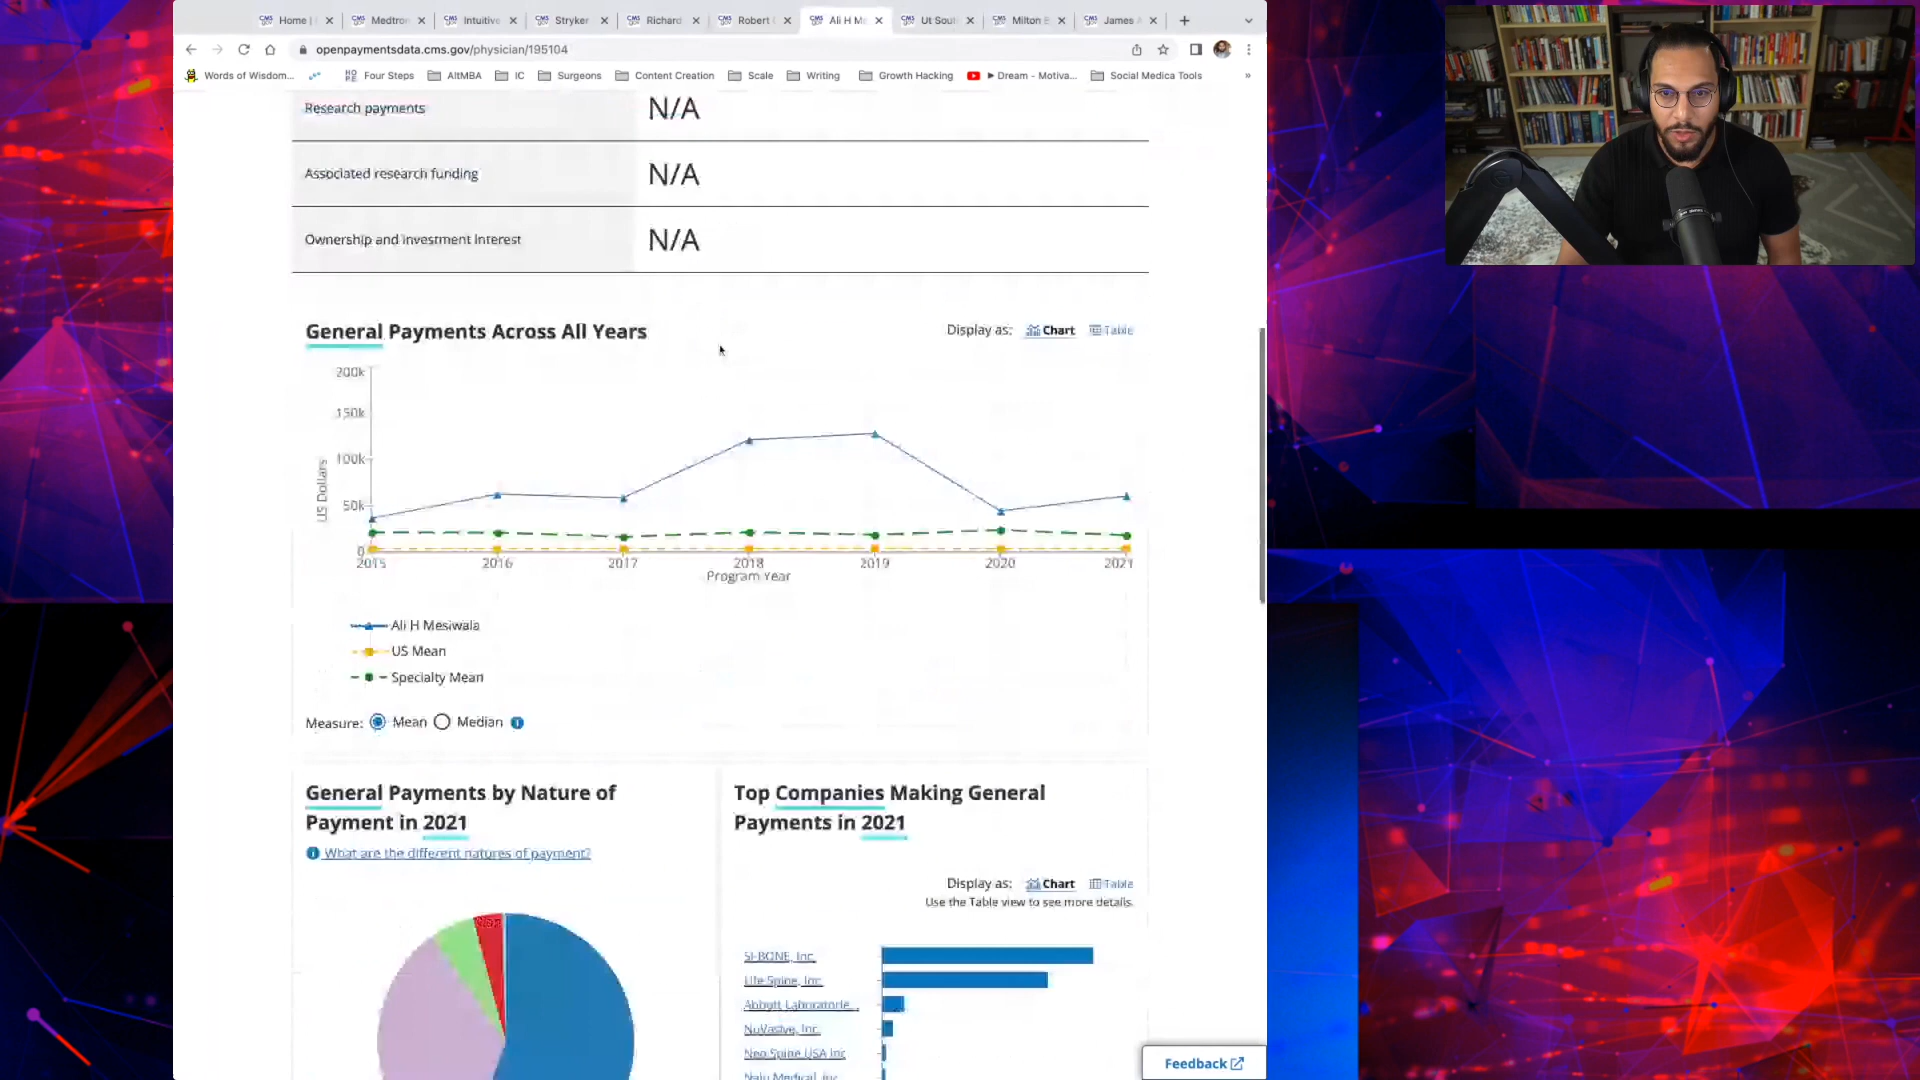 Home |
Medtron
Intuitive
Stryker
Richard
Robert
Ali H Me
Ut Sout
Milton
James
openpaymentsdata.cms.gov/physician/195104
Words of Wisdom...
Four Steps
AltMBA
IC
Surgeons
Content Creation
Scale
Writing
Growth Hacking
►Dream - Motiva...
Social Medica Tools
»
Research payments N/A
Associated research funding N/A
Ownership and Investment Interest N/A
General Payments Across All Years
Display as: Chart Table
200k
150k
100k
50k
0
US Dollars
2015 2016 2017 2018 2019 2020 2021
Program Year
Ali H Mesiwala
US Mean
Specialty Mean
Measure: Mean Median
General Payments by Nature of
Payment in 2021
What are the different natures of payment?
Top Companies Making General
Payments in 2021
Display as: Chart Table
Use the Table view to see more details.
SI-BONE, Inc.
Life Spine, Inc.
Abbott Laboratorie...
NuVasive, Inc.
Neo Spine USA Inc
Nalu Medical, Inc.
Feedback